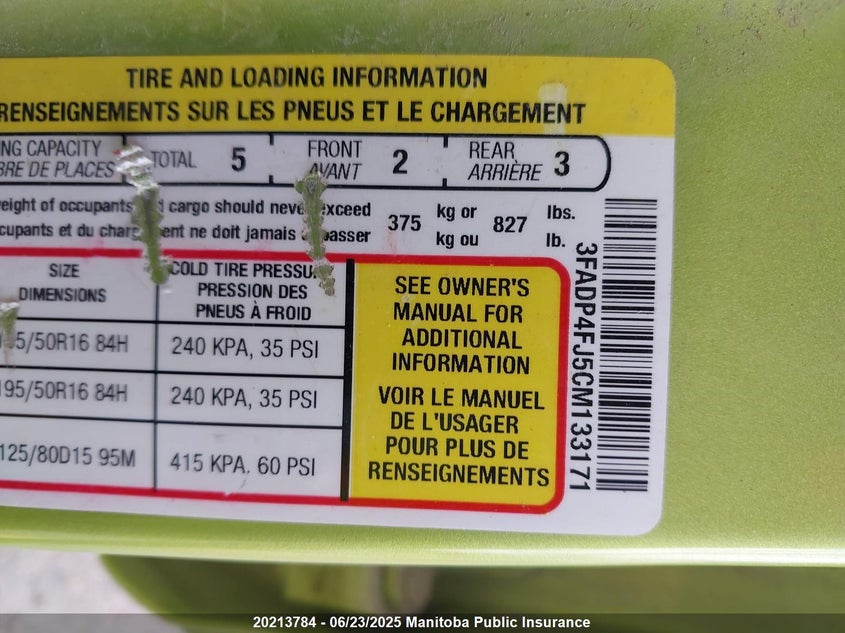 TIRE AND LOADING INFORMATION
RENSEIGNEMENTS SUR LES PNEUS ET LE CHARGEMENT
NG CAPACITY TOTAL 5 FRONT 2 REAR 3
BRE DE PLACES AVANT ARRIÈRE
weight of occupants and cargo should never exceed 375 kg or 827 lbs.
cupants et du chargement ne doit jamais dépasser kg ou lb.
SIZE
DIMENSIONS
COLD TIRE PRESSURE
PRESSION DES
PNEUS À FROID
5/50R16 84H 240 KPA, 35 PSI
195/50R16 84H 240 KPA, 35 PSI
125/80D15 95M 415 KPA. 60 PSI
SEE OWNER'S
MANUAL FOR
ADDITIONAL
INFORMATION
VOIR LE MANUEL
DE L'USAGER
POUR PLUS DE
RENSEIGNEMENTS
3FADP4FJ5CM133171
20213784 - 06/23/2025 Manitoba Public Insurance